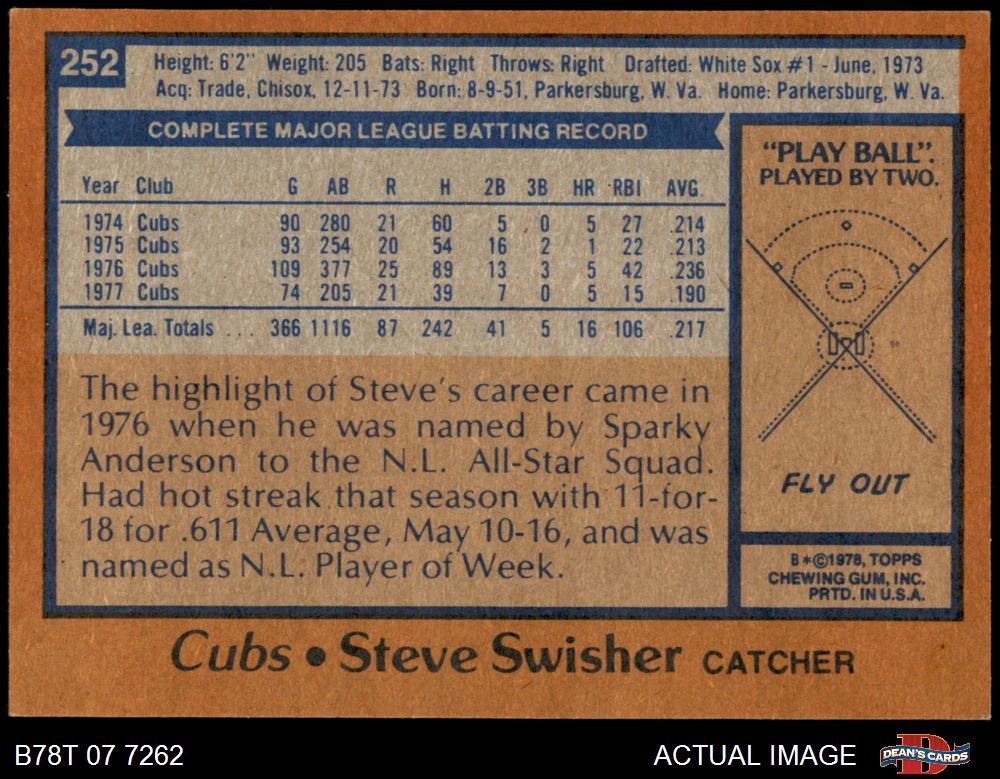 252
Height: 6'2" Weight: 205 Bats: Right Throws: Right Drafted: White Sox #1 - June, 1973
Acq: Trade, Chisox, 12-11-73 Born: 8-9-51, Parkersburg, W. Va. Home: Parkersburg, W. Va.
COMPLETE MAJOR LEAGUE BATTING RECORD
Year Club G AB R H 2B 3B HR RBI AVG.
1974 Cubs 90 280 21 60 5 0 5 27 .214
1975 Cubs 93 254 20 54 16 2 1 22 .213
1976 Cubs 109 377 25 89 13 3 5 42 .236
1977 Cubs 74 205 21 39 7 0 5 15 .190
Maj. Lea. Totals ... 366 1116 87 242 41 5 16 106 .217
The highlight of Steve's career came in
1976 when he was named by Sparky
Anderson to the N.L. All-Star Squad.
Had hot streak that season with 11-for-
18 for .611 Average, May 10-16, and was
named as N.L. Player of Week.
"PLAY BALL".
PLAYED BY TWO.
FLY OUT
B*©1978, TOPPS
CHEWING GUM, INC.
PRTD. IN U.S.A.
Cubs • Steve Swisher CATCHER
B78T 07 7262
ACTUAL IMAGE
D
DEAN'S CARDS